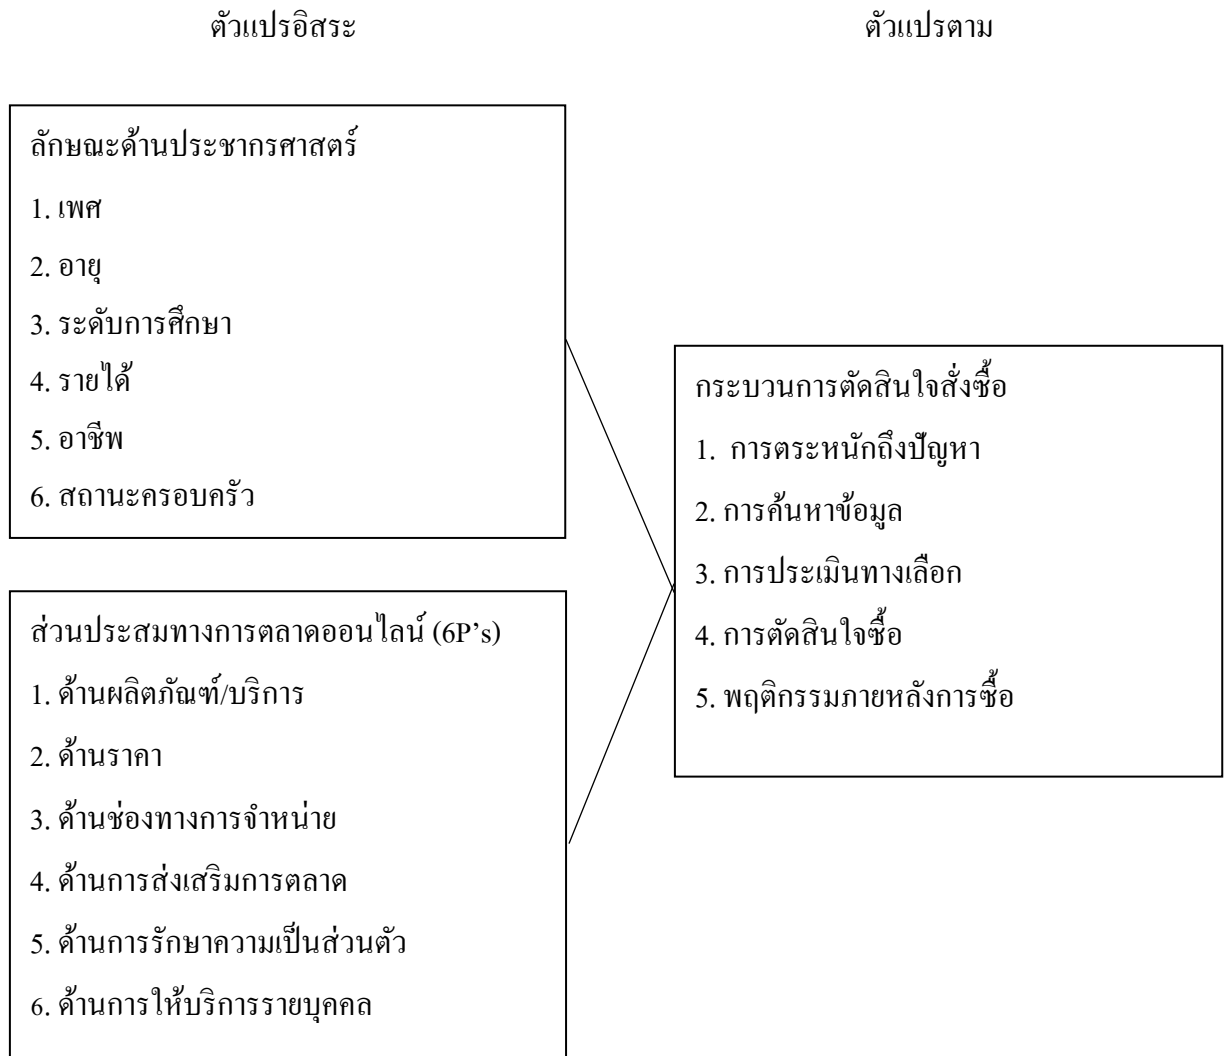 ตัวแปรอิสระ
ตัวแปรตาม
ลักษณะด้านประชากรศาสตร์
1. เพศ
2. อายุ
3. ระดับการศึกษา
4. รายได้
5. อาชีพ
6. สถานะครอบครัว
ส่วนประสมทางการตลาดออนไลน์ (6P’s)
1. ด้านผลิตภัณฑ์/บริการ
2. ด้านราคา
3. ด้านช่องทางการจำหน่าย
4. ด้านการส่งเสริมการตลาด
5. ด้านการรักษาความเป็นส่วนตัว
6. ด้านการให้บริการรายบุคคล
กระบวนการตัดสินใจสั่งซื้อ
1. การตระหนักถึงปัญหา
2. การค้นหาข้อมูล
3. การประเมินทางเลือก
4. การตัดสินใจซื้อ
5. พฤติกรรมภายหลังการซื้อ